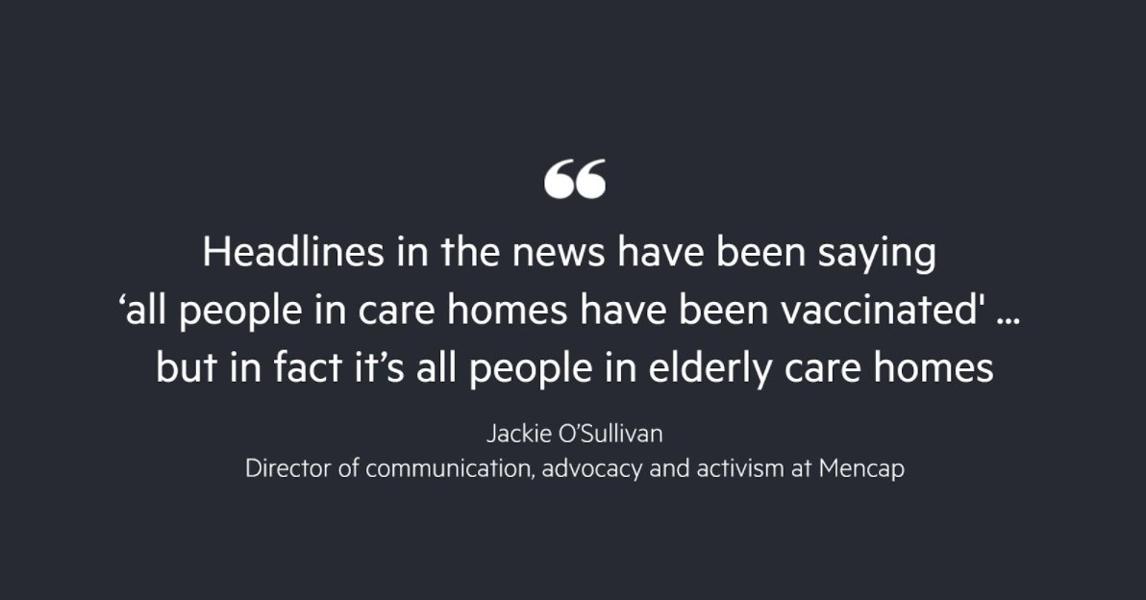 “
Headlines in the news have been saying
‘all people in care homes have been vaccinated' ...
but in fact it’s all people in elderly care homes
Jackie O’Sullivan
Director of communication, advocacy and activism at Mencap